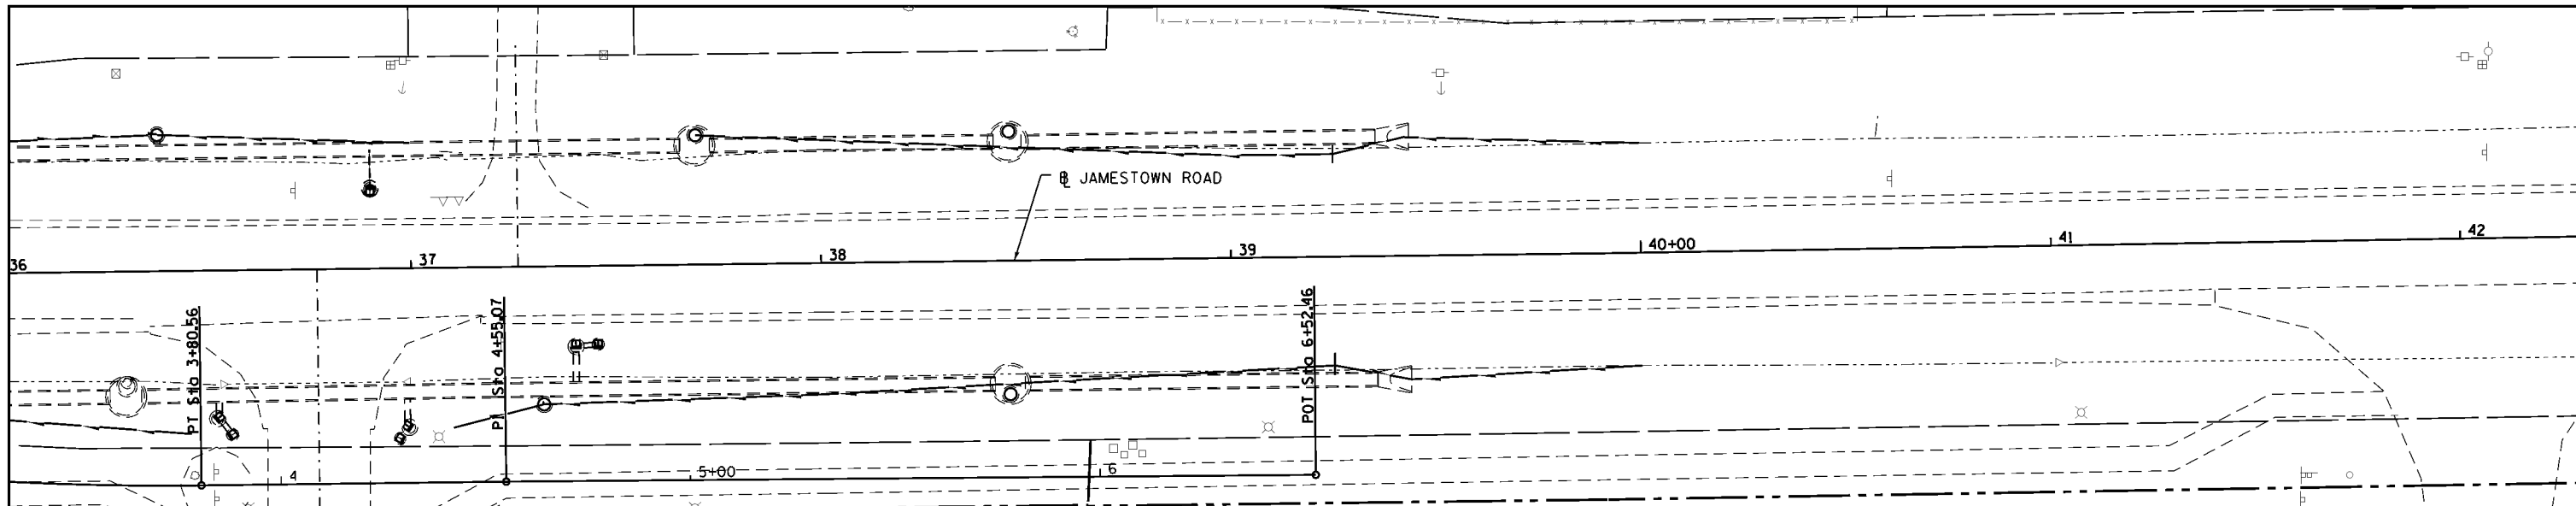 ℄ JAMESTOWN ROAD
36
37
38
39
40+00
41
42
PT Sta 3+80.56
PT Sta 4+55.07
POT Sta 6+52.46
4
5+00
6